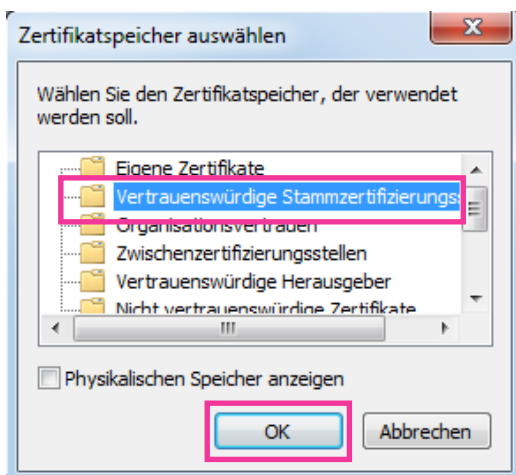 Zertifikatspeicher auswählen
Wählen Sie den Zertifikatspeicher, der verwendet
werden soll.
Eigene Zertifikate
Vertrauenswürdige Stammzertifizierungss
Organisationsvertrauen
Zwischenzertifizierungsstellen
Vertrauenswürdige Herausgeber
Nicht vertrauenswürdige Zertifikate
Physikalischen Speicher anzeigen
OK
Abbrechen